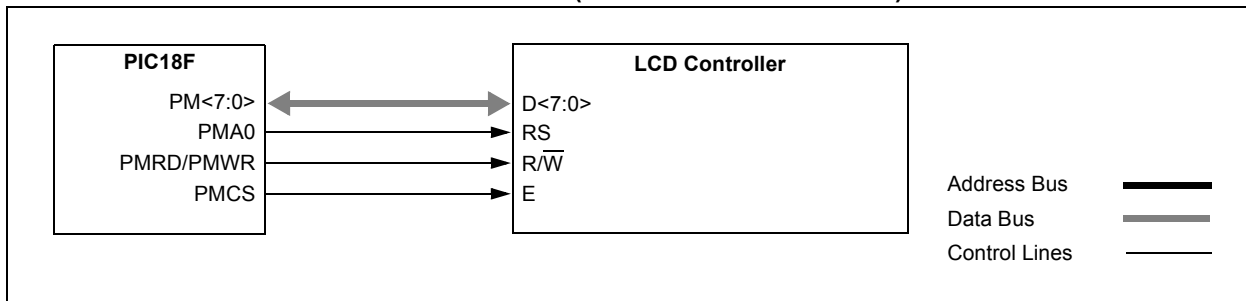 PIC18F
PM<7:0>
PMA0
PMRD/PMWR
PMCS
LCD Controller
D<7:0>
RS
R/W̅
E
Address Bus
Data Bus
Control Lines